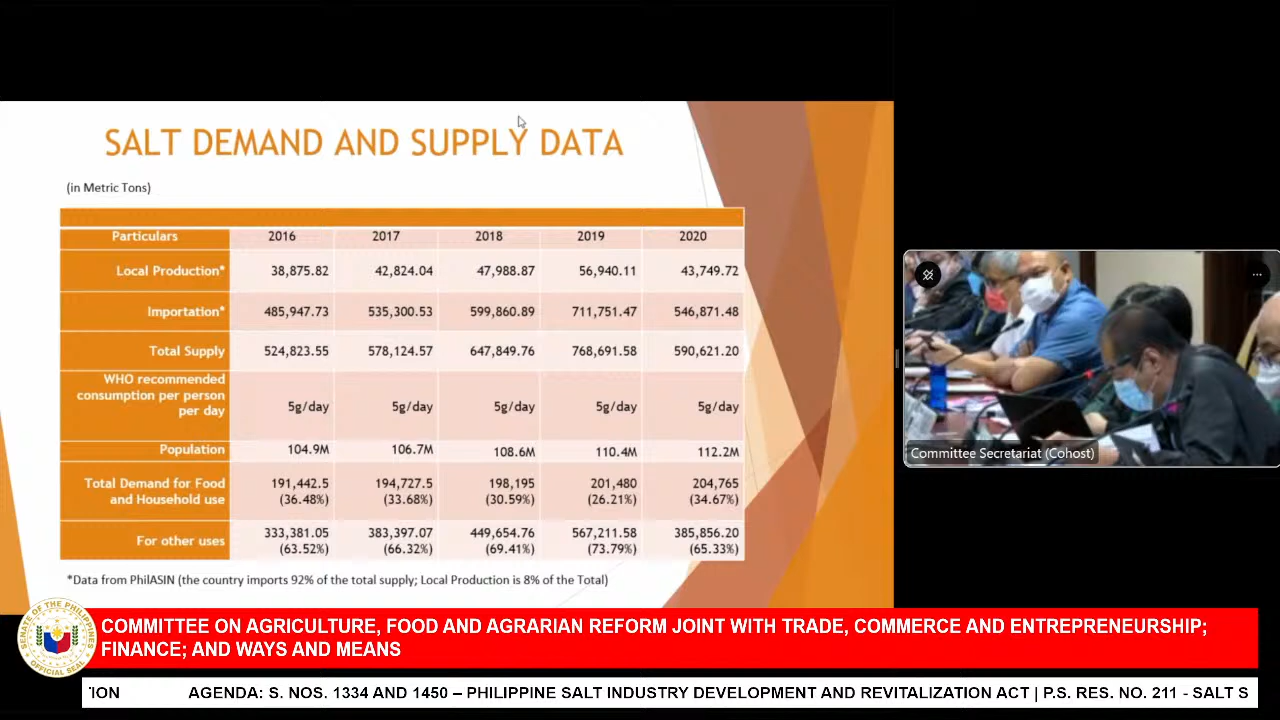 SALT DEMAND AND SUPPLY DATA
(in Metric Tons)
Particulars 2016 2017 2018 2019 2020
Local Production* 38,875.82 42,824.04 47,988.87 56,940.11 43,749.72
Importation* 485,947.73 535,300.53 599,860.89 711,751.47 546,871.48
Total Supply 524,823.55 578,124.57 647,849.76 768,691.58 590,621.20
WHO recommended
consumption per person
per day
5g/day 5g/day 5g/day 5g/day 5g/day
Population 104.9M 106.7M 108.6M 110.4M 112.2M
Total Demand for Food
and Household use
191,442.5 194,727.5 198,195 201,480 204,765
(36.48%) (33.68%) (30.59%) (26.21%) (34.67%)
For other uses
333,381.05 383,397.07 449,654.76 567,211.58 385,856.20
(63.52%) (66.32%) (69.41%) (73.79%) (65.33%)
*Data from PhilASIN (the country imports 92% of the total supply; Local Production is 8% of the Total)
Committee Secretariat (Cohost)
SENATE OF THE PHILIPPINES
OFFICIAL SEAL
COMMITTEE ON AGRICULTURE, FOOD AND AGRARIAN REFORM JOINT WITH TRADE, COMMERCE AND ENTREPRENEURSHIP;
FINANCE; AND WAYS AND MEANS
TION AGENDA: S. NOS. 1334 AND 1450 – PHILIPPINE SALT INDUSTRY DEVELOPMENT AND REVITALIZATION ACT | P.S. RES. NO. 211 - SALT S